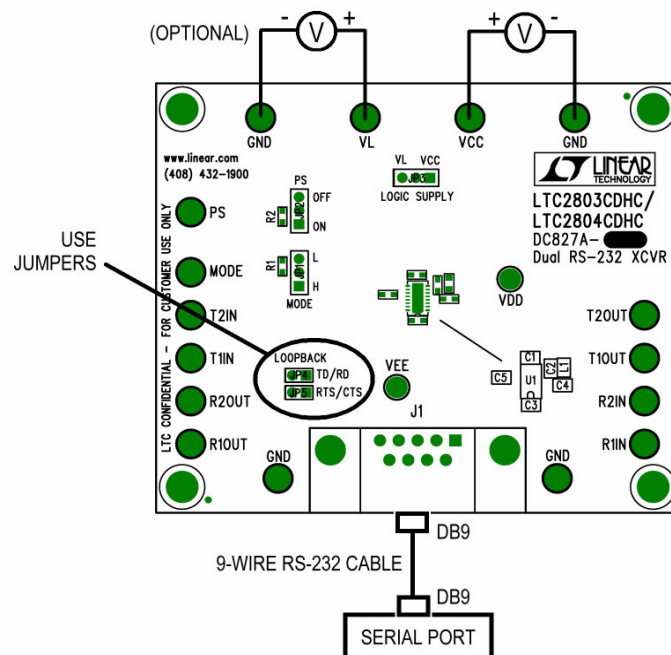 (OPTIONAL)
- V +
+ V -
GND
VL
VCC
GND
www.linear.com
(408) 432-1900
PS
OFF
JP2
R2
ON
VL VCC
JP3
LOGIC SUPPLY
LINEAR
TECHNOLOGY
LTC2803CDHC/
LTC2804CDHC
DC827A-
Dual RS-232 XCVR
PS
USE
JUMPERS
MODE
R1
JP1
L
H
MODE
VDD
T2IN
T2OUT
T1IN
T1OUT
R2OUT
R2IN
R1OUT
R1IN
LTC CONFIDENTIAL - FOR CUSTOMER USE ONLY
LOOPBACK
JP4 TD/RD
JP5 RTS/CTS
VEE
J1
C1
C5
U1
C2
L1
C4
C3
GND
GND
DB9
9-WIRE RS-232 CABLE
DB9
SERIAL PORT